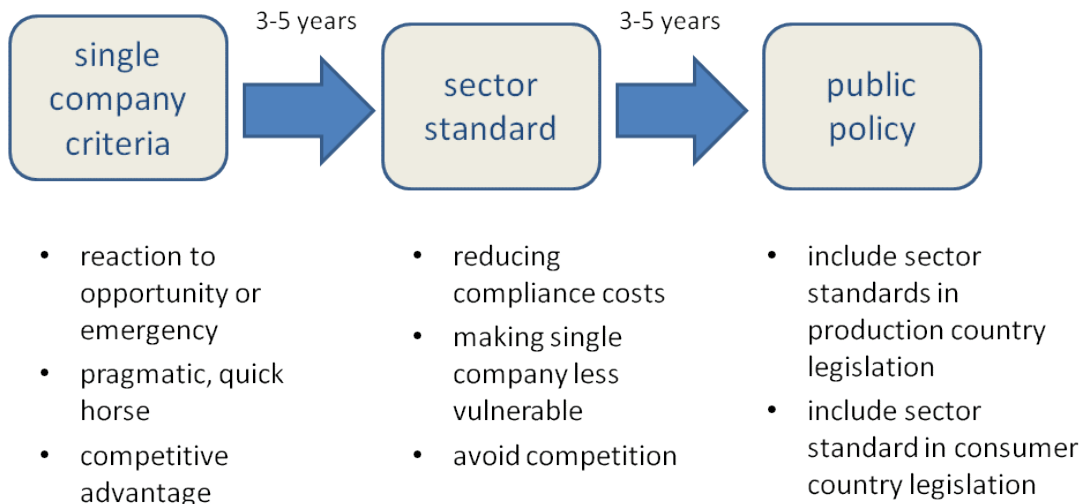 3-5 years
3-5 years
single
company
criteria
sector
standard
public
policy
• reaction to
opportunity or
emergency
• pragmatic, quick
horse
• competitive
advantage
• reducing
compliance costs
• making single
company less
vulnerable
• avoid competition
• include sector
standards in
production country
legislation
• include sector
standard in consumer
country legislation